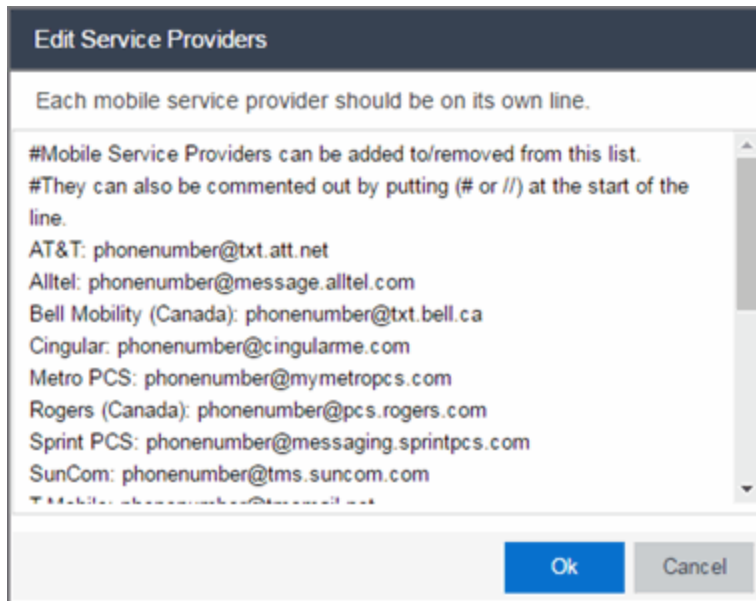 Edit Service Providers
Each mobile service provider should be on its own line.
#Mobile Service Providers can be added to/removed from this list.
#They can also be commented out by putting (# or //) at the start of the
line.
AT&T: phonenumber@txt.att.net
Alltel: phonenumber@message.alltel.com
Bell Mobility (Canada): phonenumber@txt.bell.ca
Cingular: phonenumber@cingularme.com
Metro PCS: phonenumber@mymetropcs.com
Rogers (Canada): phonenumber@pcs.rogers.com
Sprint PCS: phonenumber@messaging.sprintpcs.com
SunCom: phonenumber@tms.suncom.com
T-Mobile: phonenumber@tmomail.net
Ok Cancel